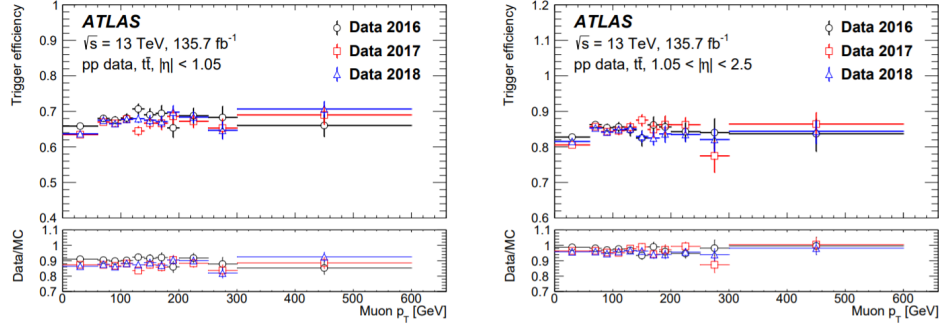 Trigger efficiency
1
0.9
0.8
0.7
0.6
0.5
0.4
ATLAS
√s = 13 TeV, 135.7 fb⁻¹
pp data, tt̄, |η| < 1.05
Data 2016
Data 2017
Data 2018
Data/MC
1.1
1
0.9
0.8
0.7
0 100 200 300 400 500 600
Muon p_T [GeV]
Trigger efficiency
1.2
1.1
1
0.9
0.8
0.7
0.6
ATLAS
√s = 13 TeV, 135.7 fb⁻¹
pp data, tt̄, 1.05 < |η| < 2.5
Data 2016
Data 2017
Data 2018
Data/MC
1.1
1
0.9
0.8
0.7
0 100 200 300 400 500 600
Muon p_T [GeV]